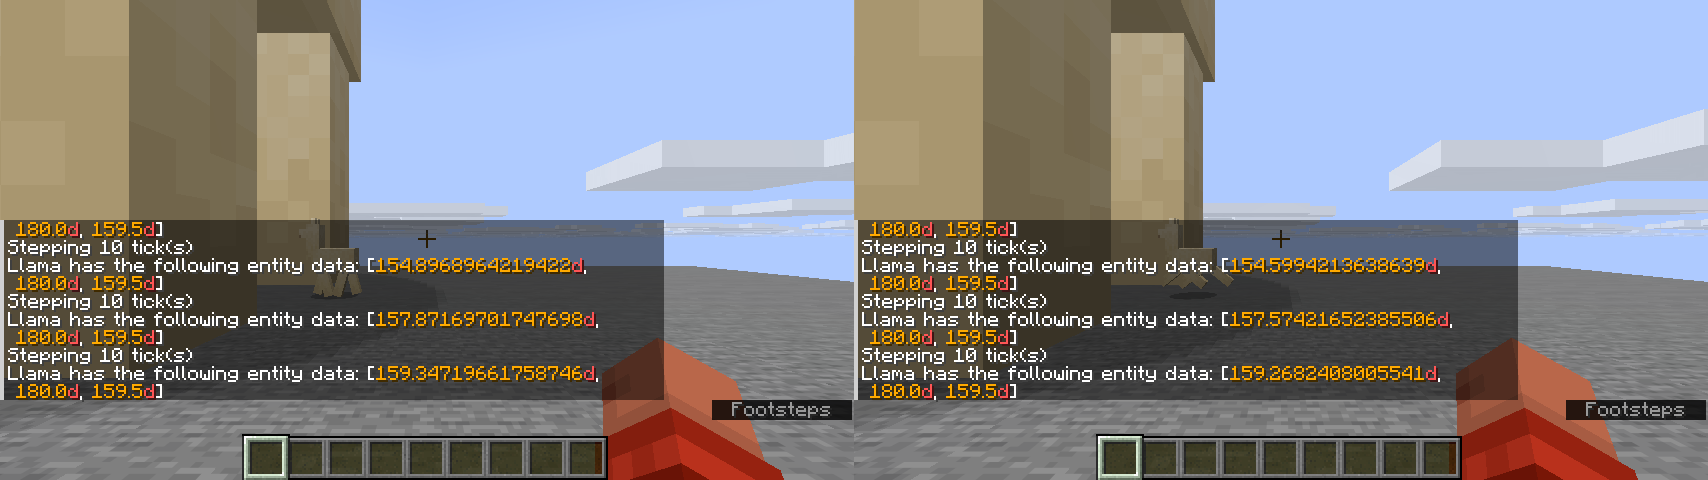 180.0d, 159.5d]
Stepping 10 tick(s)
Llama has the following entity data: [154.8968964219422d,
180.0d, 159.5d]
Stepping 10 tick(s)
Llama has the following entity data: [157.87169701747698d,
180.0d, 159.5d]
Stepping 10 tick(s)
Llama has the following entity data: [159.34719661758746d,
180.0d, 159.5d]
Footsteps
180.0d, 159.5d]
Stepping 10 tick(s)
Llama has the following entity data: [154.5994213638639d,
180.0d, 159.5d]
Stepping 10 tick(s)
Llama has the following entity data: [157.57421652385506d,
180.0d, 159.5d]
Stepping 10 tick(s)
Llama has the following entity data: [159.2682408005541d,
180.0d, 159.5d]
Footsteps